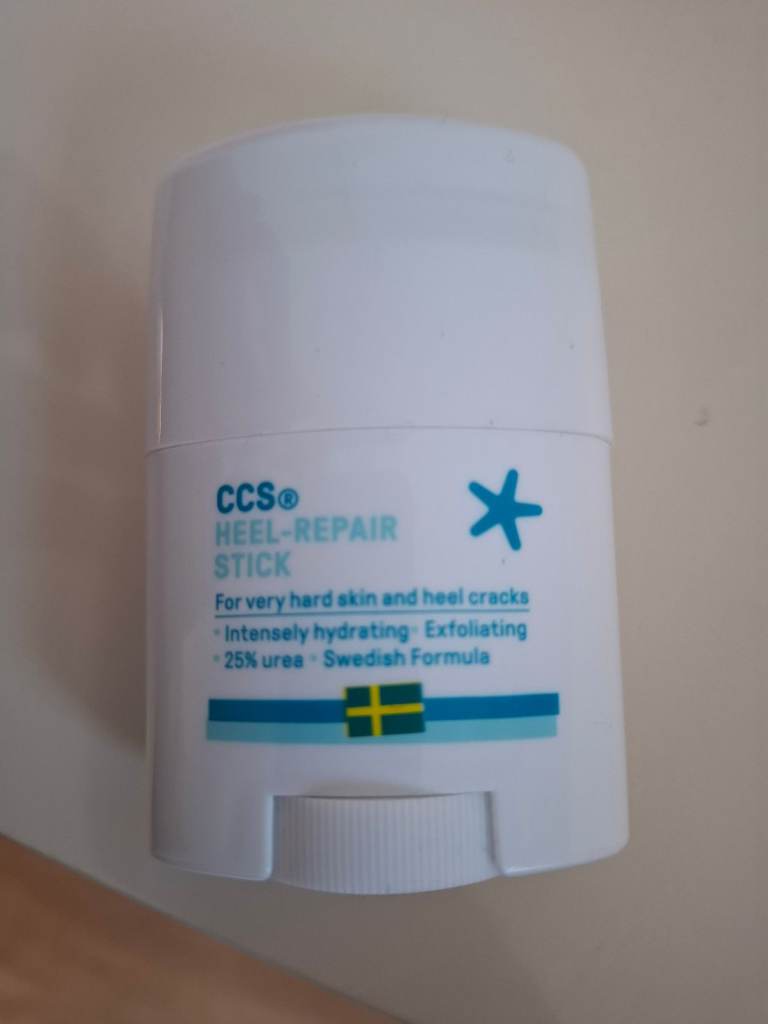 CCS®
HEEL-REPAIR
STICK
For very hard skin and heel cracks
• Intensely hydrating • Exfoliating
• 25% urea • Swedish Formula